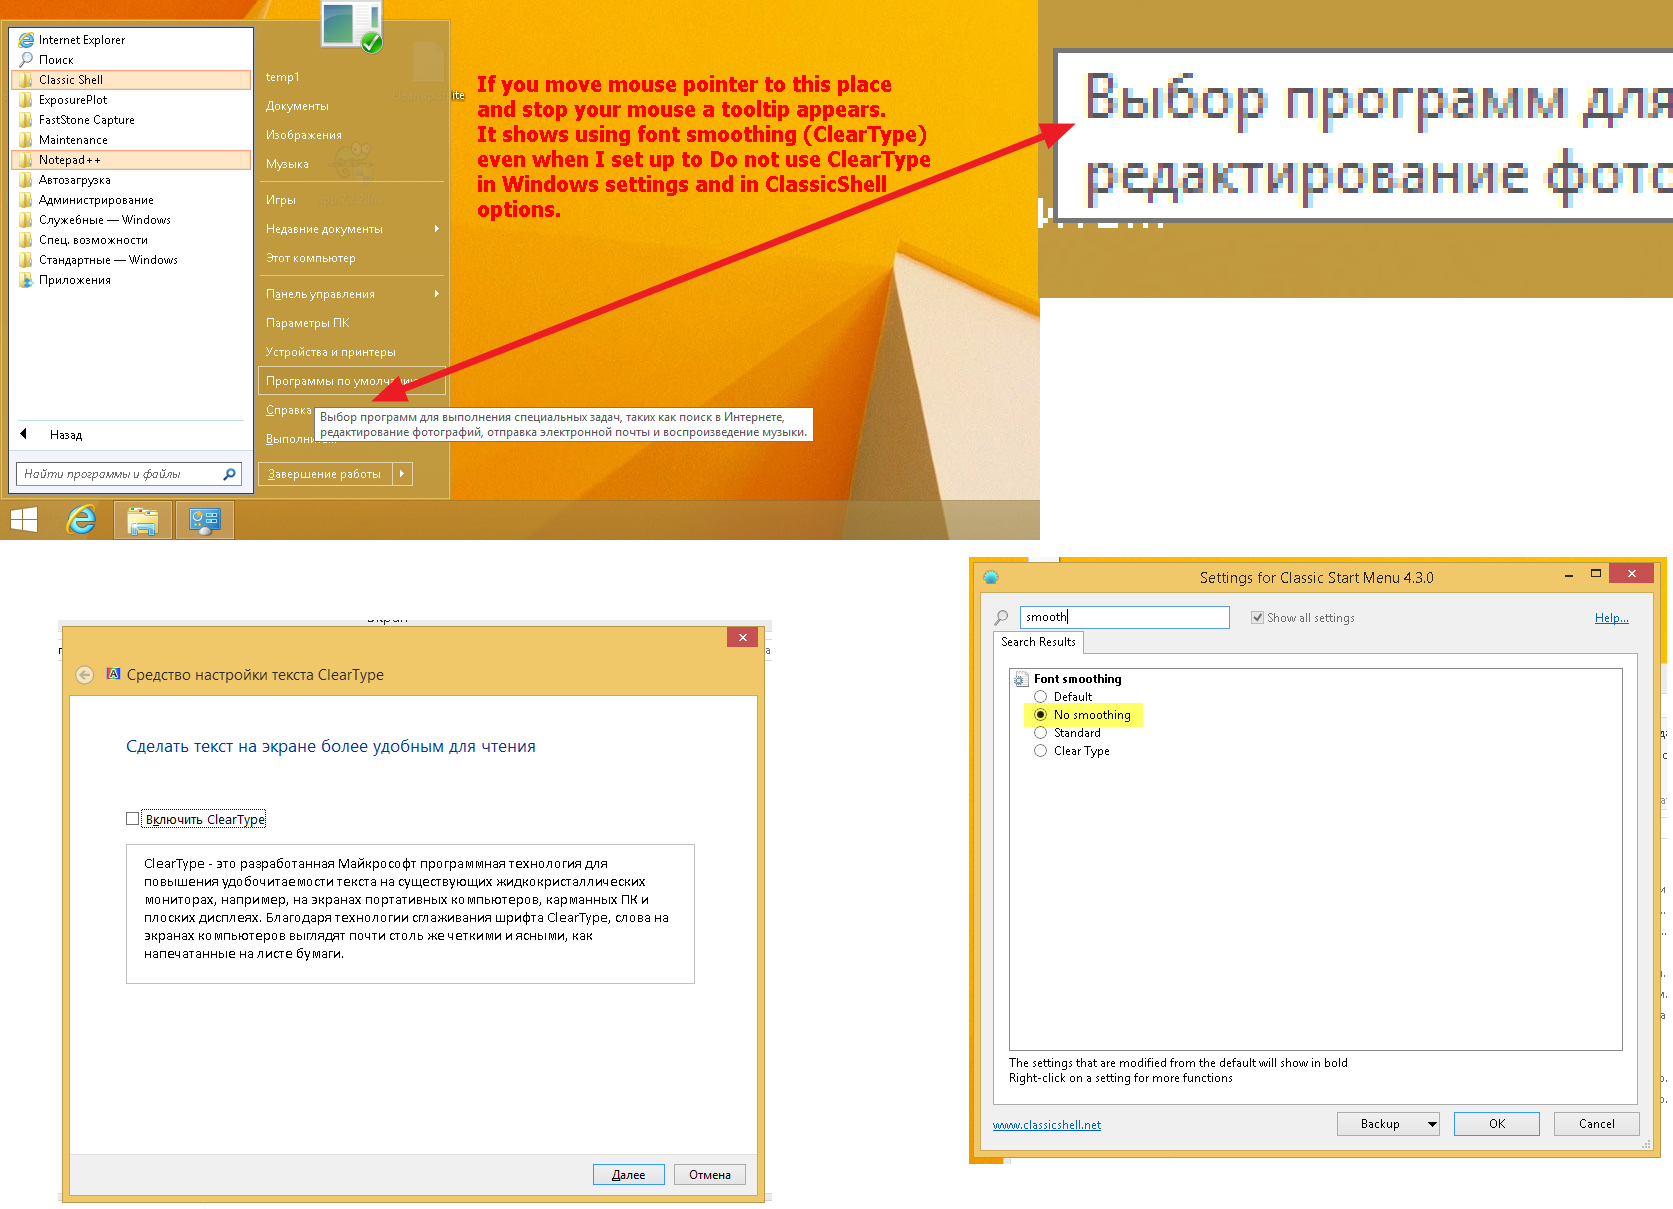 Internet Explorer
Поиск
Classic Shell
ExposurePlot
FastStone Capture
Maintenance
Notepad++
Автозагрузка
Администрирование
Служебные — Windows
Спец. возможности
Стандартные — Windows
Приложения
Назад
Найти программы и файлы
temp1
Документы
Изображения
Музыка
Игры
Недавние документы
Этот компьютер
Панель управления
Параметры ПК
Устройства и принтеры
Программы по умолчанию
Справка
Завершение работы
Выбор программ для выполнения специальных задач, таких как поиск в Интернете,
редактирование фотографий, отправка электронной почты и воспроизведение музыки.
If you move mouse pointer to this place
and stop your mouse a tooltip appears.
It shows using font smoothing (ClearType)
even when I set up to Do not use ClearType
in Windows settings and in ClassicShell
options.
Выбор программ для
редактирование фото
Средство настройки текста ClearType
Сделать текст на экране более удобным для чтения
Включить ClearType
ClearType - это разработанная Майкрософт программная технология для
повышения удобочитаемости текста на существующих жидкокристаллических
мониторах, например, на экранах портативных компьютеров, карманных ПК и
плоских дисплеях. Благодаря технологии сглаживания шрифта ClearType, слова на
экранах компьютеров выглядят почти столь же четкими и ясными, как
напечатанные на листе бумаги.
Далее
Отмена
Settings for Classic Start Menu 4.3.0
smooth
Show all settings
Help...
Search Results
Font smoothing
Default
No smoothing
Standard
Clear Type
The settings that are modified from the default will show in bold
Right-click on a setting for more functions
www.classicshell.net
Backup
OK
Cancel